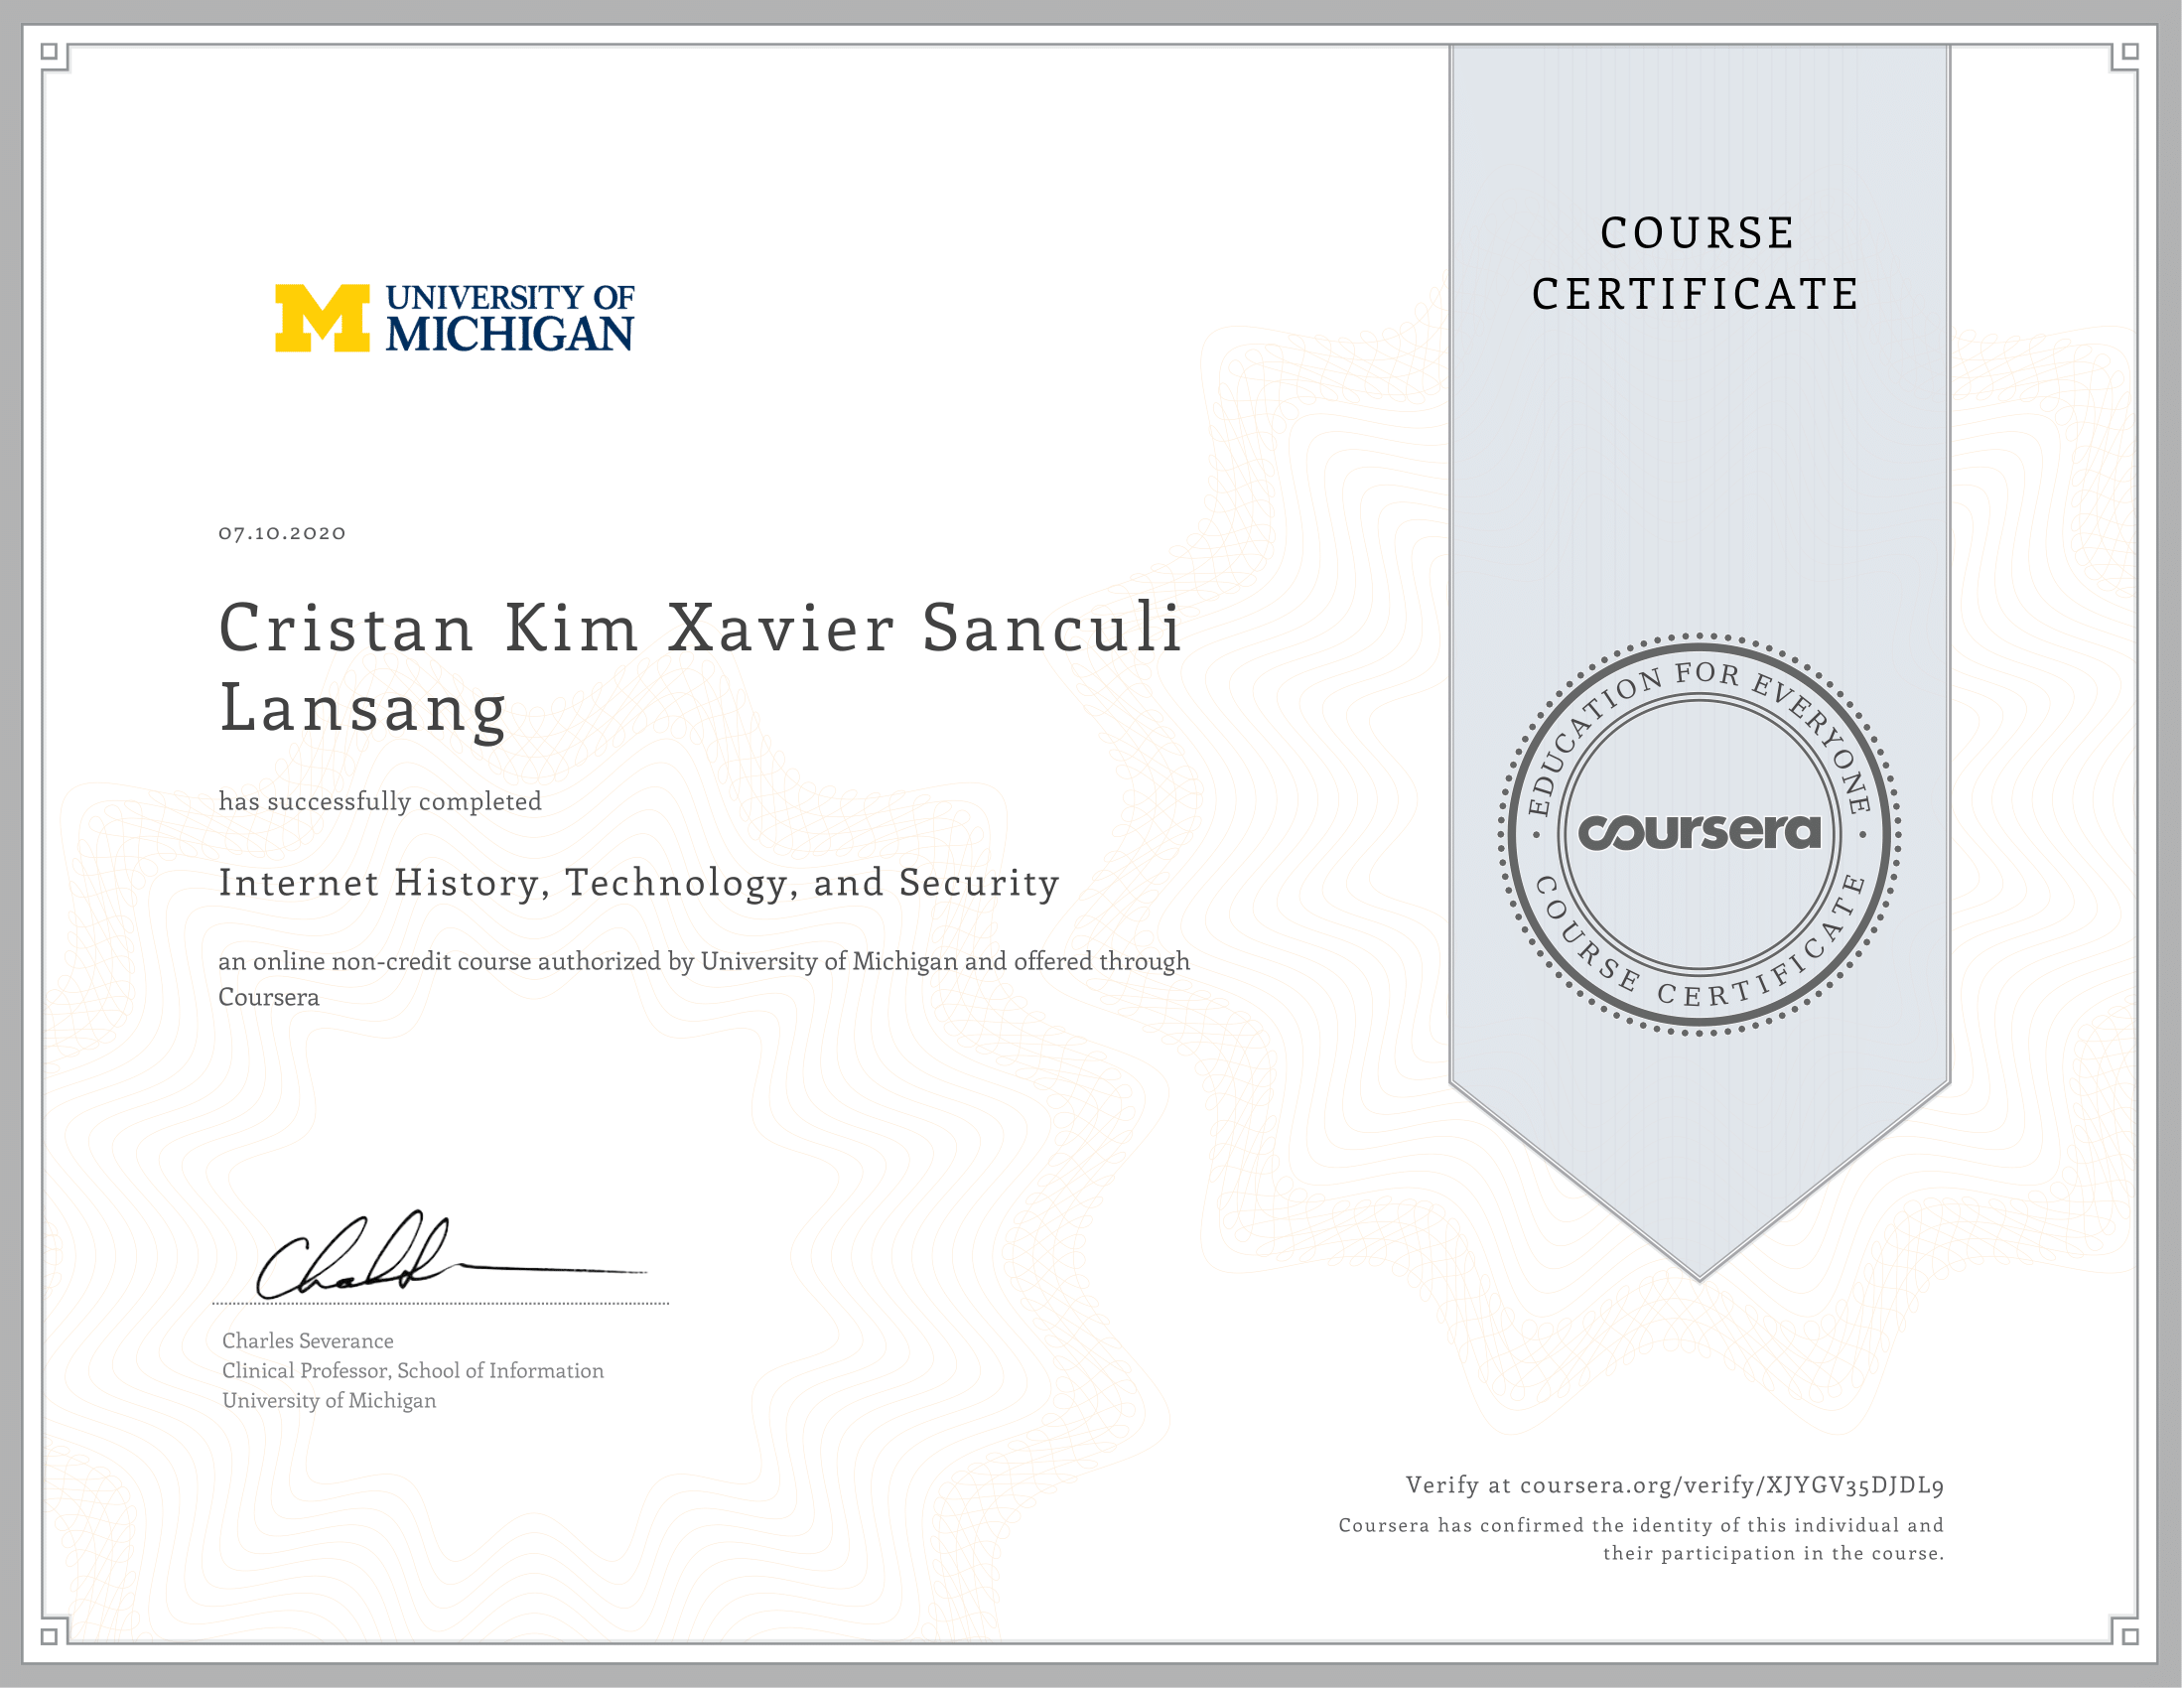 UNIVERSITY OF
MICHIGAN
COURSE
CERTIFICATE
07.10.2020
Cristan Kim Xavier Sanculi
Lansang
has successfully completed
Internet History, Technology, and Security
an online non-credit course authorized by University of Michigan and offered through
Coursera
EDUCATION FOR EVERYONE
coursera
COURSE CERTIFICATE
Charles Severance
Clinical Professor, School of Information
University of Michigan
Verify at coursera.org/verify/XJYGV35DJDL9
Coursera has confirmed the identity of this individual and
their participation in the course.